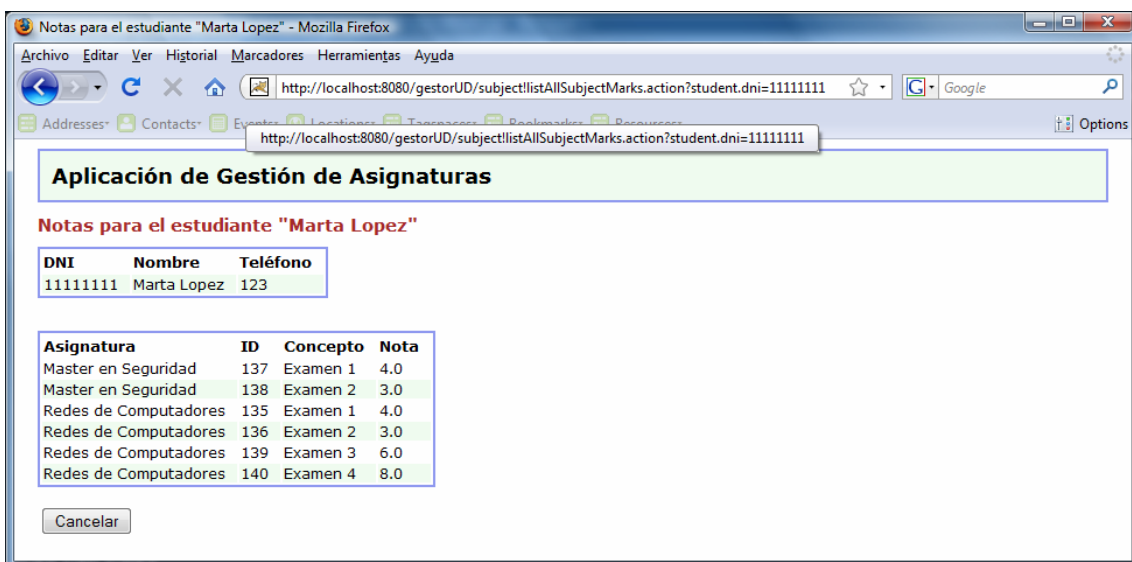 Notas para el estudiante "Marta Lopez" - Mozilla Firefox
Archivo Editar Ver Historial Marcadores Herramientas Ayuda
http://localhost:8080/gestorUD/subject!listAllSubjectMarks.action?student.dni=11111111
Google
Addresses Contacts Events Locations Tagspaces Bookmarks Resources Options
http://localhost:8080/gestorUD/subject!listAllSubjectMarks.action?student.dni=11111111
Aplicación de Gestión de Asignaturas
Notas para el estudiante "Marta Lopez"
DNI Nombre Teléfono
11111111 Marta Lopez 123
Asignatura ID Concepto Nota
Master en Seguridad 137 Examen 1 4.0
Master en Seguridad 138 Examen 2 3.0
Redes de Computadores 135 Examen 1 4.0
Redes de Computadores 136 Examen 2 3.0
Redes de Computadores 139 Examen 3 6.0
Redes de Computadores 140 Examen 4 8.0
Cancelar